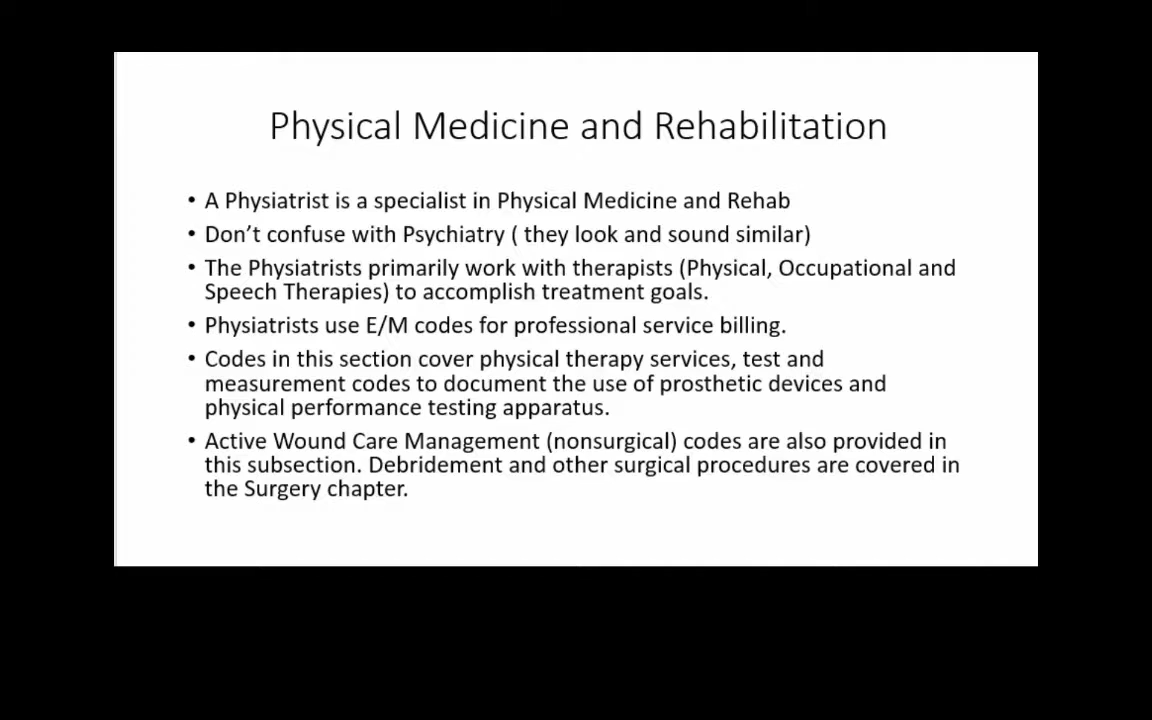 Physical Medicine and Rehabilitation
• A Physiatrist is a specialist in Physical Medicine and Rehab
• Don’t confuse with Psychiatry ( they look and sound similar)
• The Physiatrists primarily work with therapists (Physical, Occupational and
Speech Therapies) to accomplish treatment goals.
• Physiatrists use E/M codes for professional service billing.
• Codes in this section cover physical therapy services, test and
measurement codes to document the use of prosthetic devices and
physical performance testing apparatus.
• Active Wound Care Management (nonsurgical) codes are also provided in
this subsection. Debridement and other surgical procedures are covered in
the Surgery chapter.